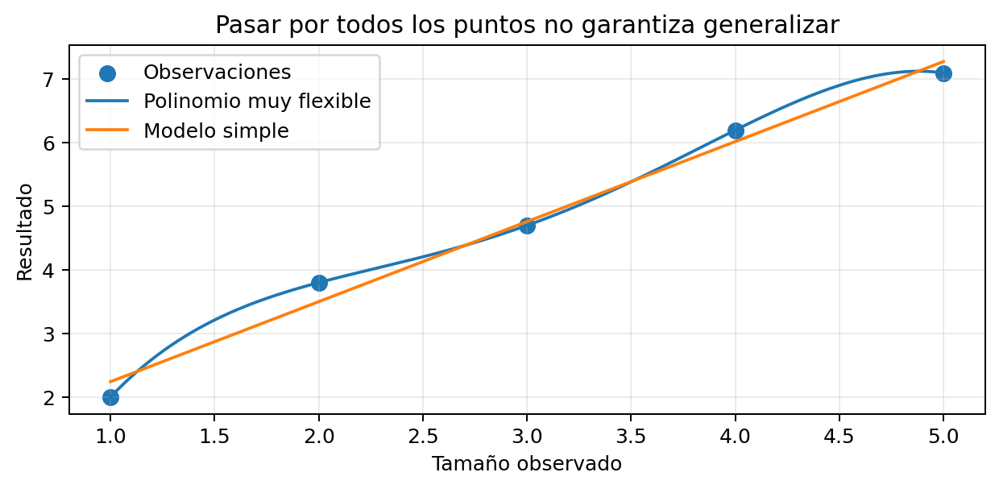 Pasar por todos los puntos no garantiza generalizar
Observaciones
Polinomio muy flexible
Modelo simple
Resultado
7
6
5
4
3
2
1.0 1.5 2.0 2.5 3.0 3.5 4.0 4.5 5.0
Tamaño observado